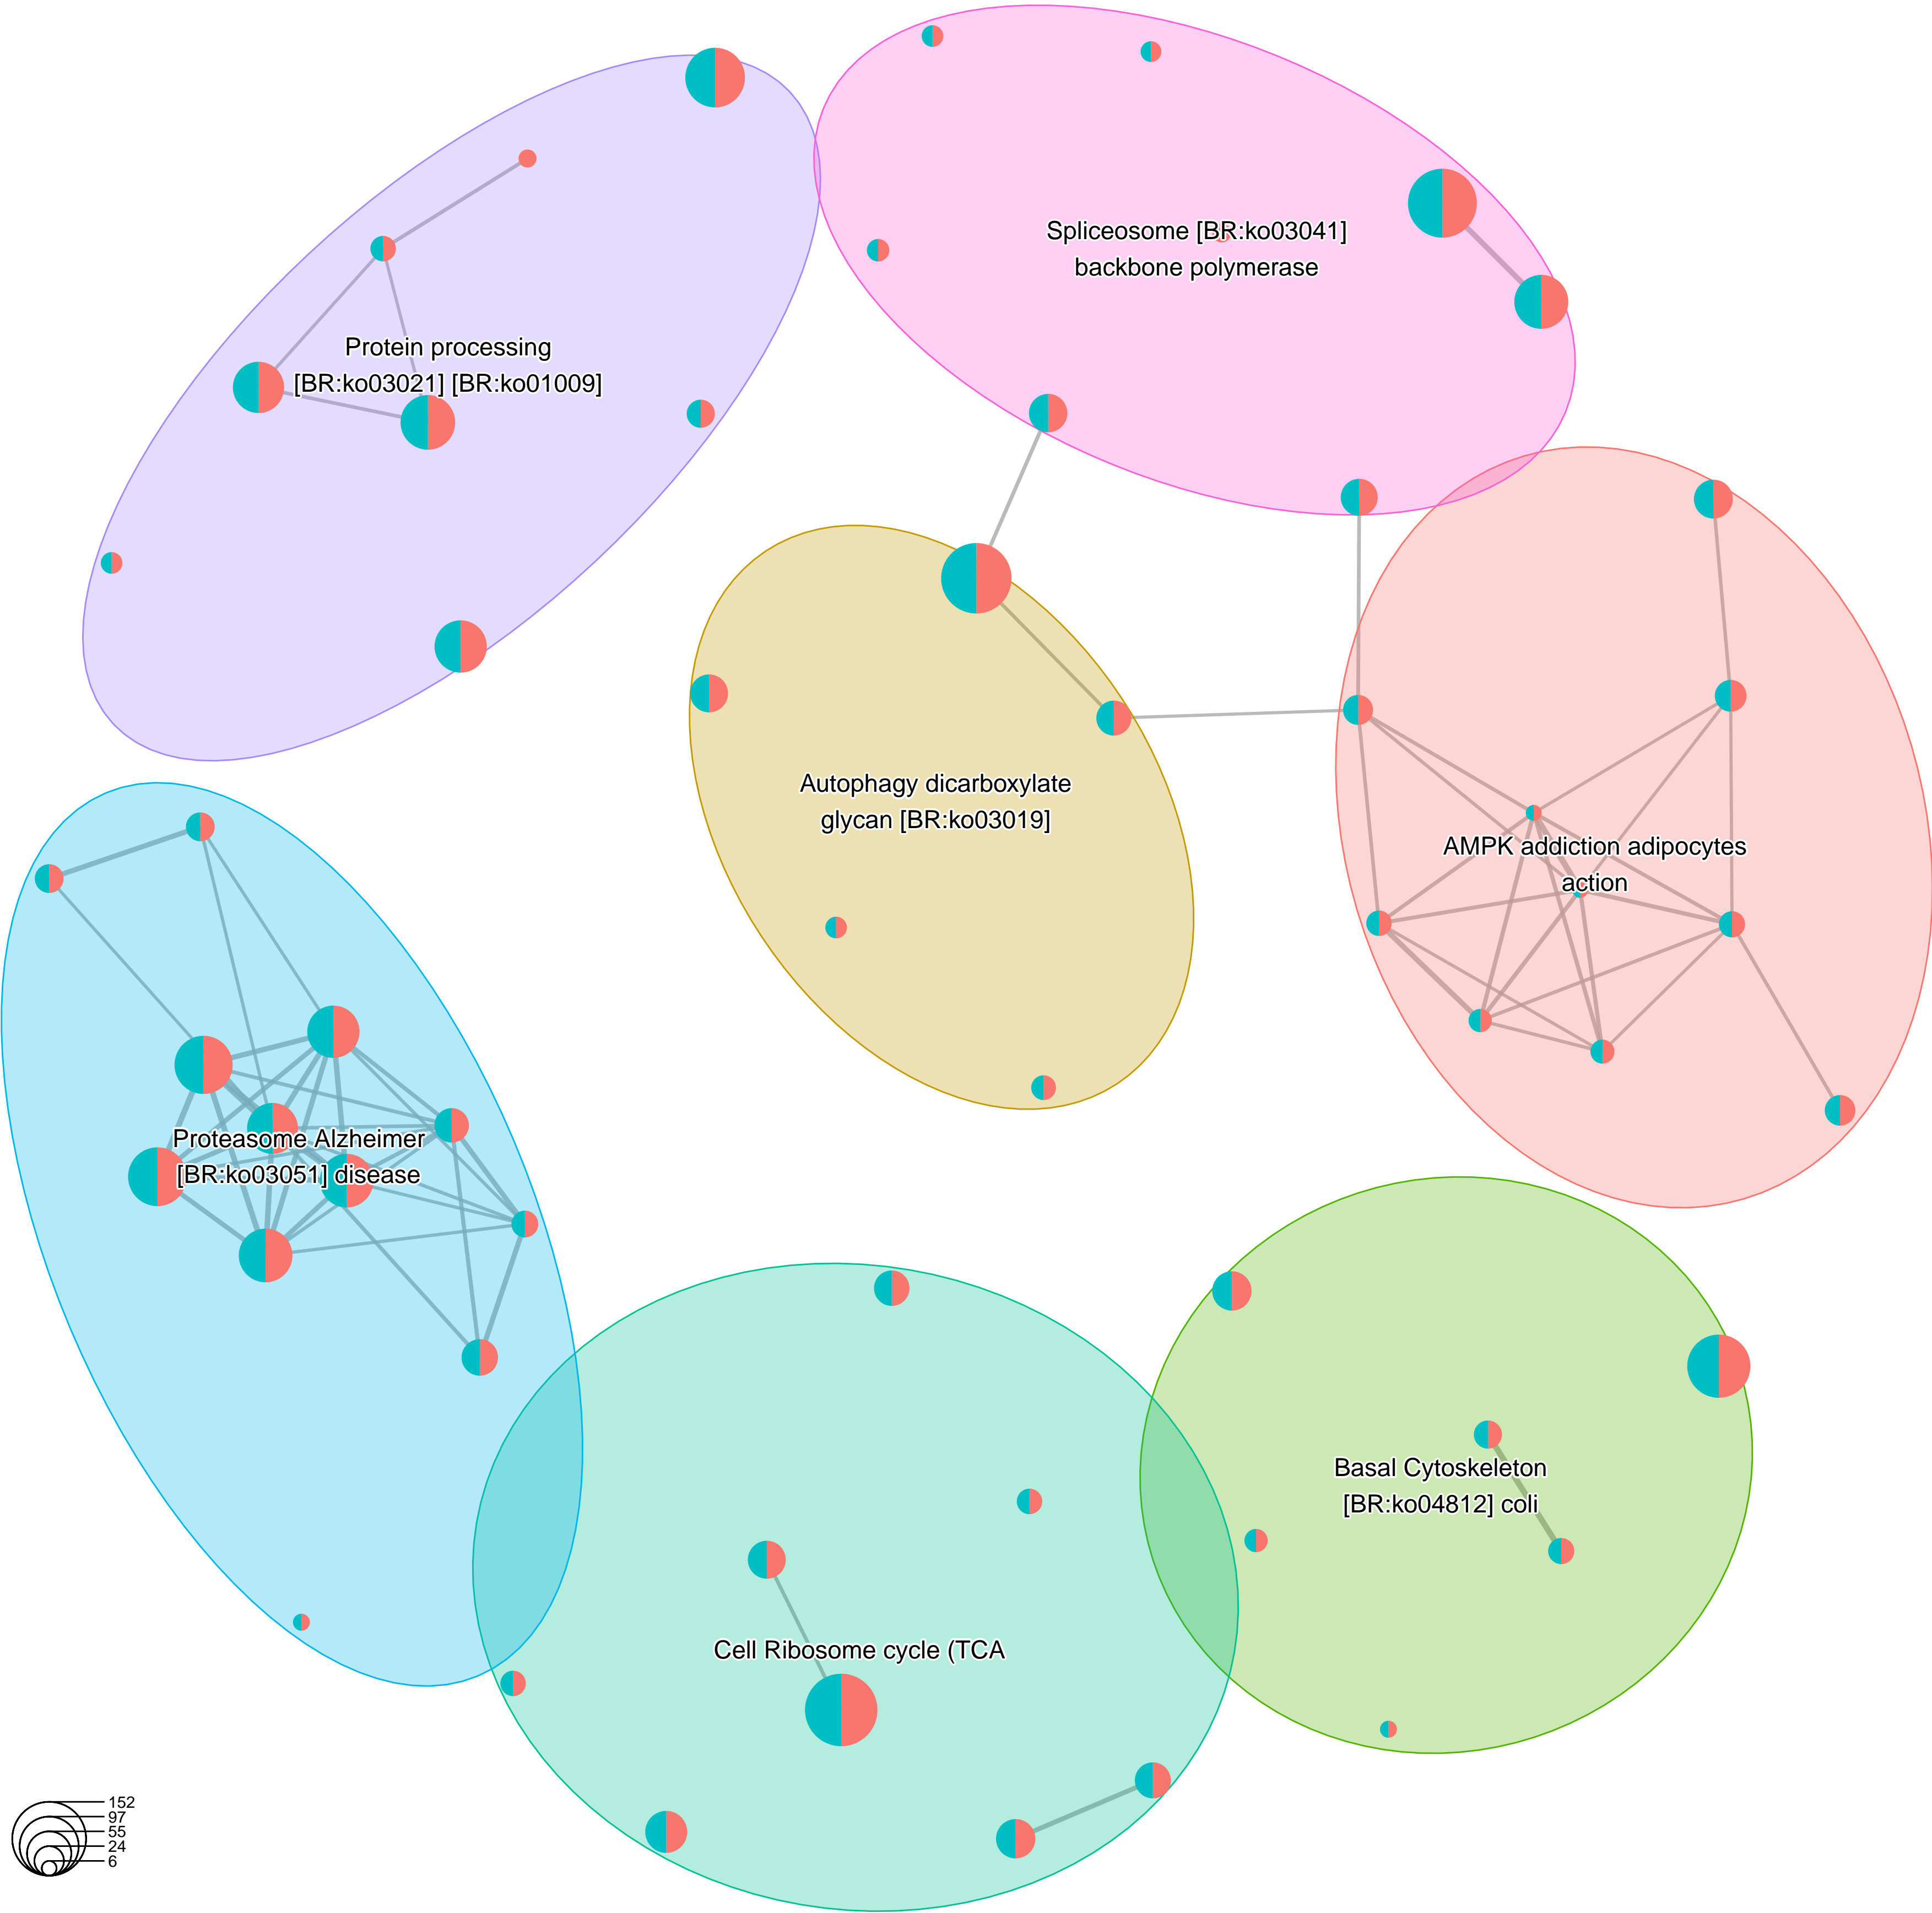 Spliceosome [BR:ko03041]
backbone polymerase
Protein processing
[BR:ko03021] [BR:ko01009]
Autophagy dicarboxylate
glycan [BR:ko03019]
AMPK addiction adipocytes
action
Proteasome Alzheimer
[BR:ko03051] disease
Basal Cytoskeleton
[BR:ko04812] coli
Cell Ribosome cycle (TCA
152
97
55
24
6